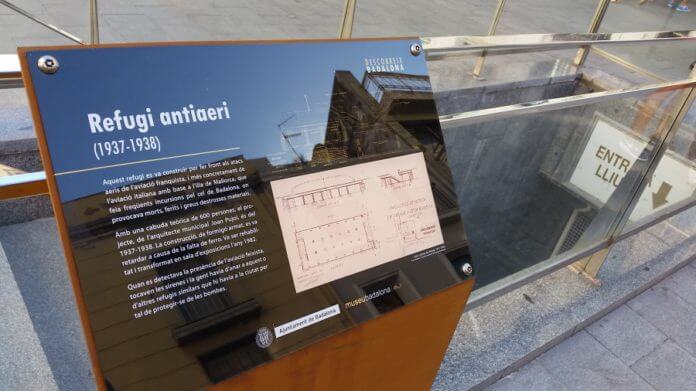 DESCOBREIX
BADALONA
Refugi antiaeri
(1937-1938)
Aquest refugi es va construir per fer front als atacs
aeris de l'aviació franquista, i més concretament de
l'aviació italiana amb base a l'illa de Mallorca, que
feia freqüents incursions pel cel de Badalona, en
provocava morts, ferits i greus destrosses materials.
Amb una cabuda teòrica de 600 persones, el pro-
jecte, de l'arquitecte municipal Joan Pujol, és del
1937-1938. La construcció, de formigó armat, es va
retardar a causa de la falta de ferro. Va ser rehabili-
tat i transformat en sala d'exposicions l'any 1982.
Quan es detectava la presència de l'aviació feixista,
tocaven les sirenes i la gent havia d'anar a aquest o
d'altres refugis similars que hi havia a la ciutat per
tal de protegir-se de les bombes.
Ajuntament de Badalona
museubadalona
ENTR
LLIU